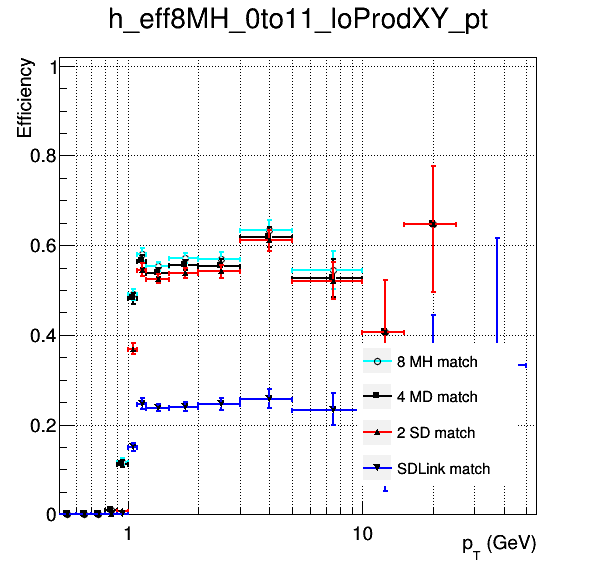 h_eff8MH_0to11_loProdXY_pt
Efficiency
1
0.8
0.6
0.4
0.2
0
8 MH match
4 MD match
2 SD match
SDLink match
1
10
p_T (GeV)